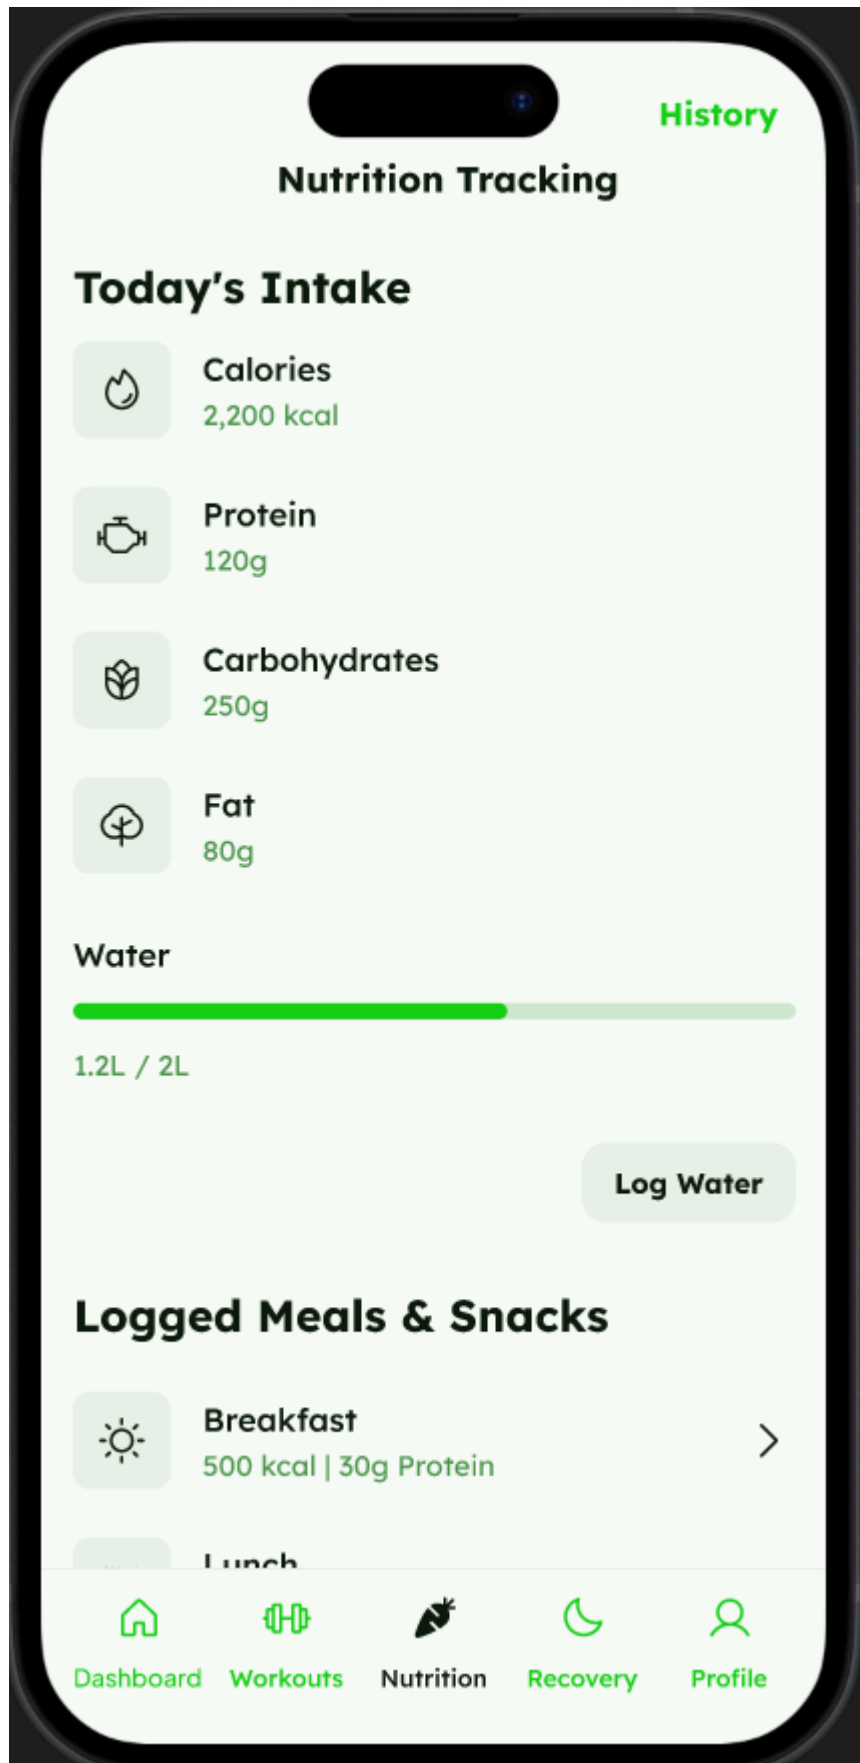 History
Nutrition Tracking
Today's Intake
Calories
2,200 kcal
Protein
120g
Carbohydrates
250g
Fat
80g
Water
1.2L / 2L
Log Water
Logged Meals & Snacks
Breakfast
500 kcal | 30g Protein
Lunch
Dashboard Workouts Nutrition Recovery Profile